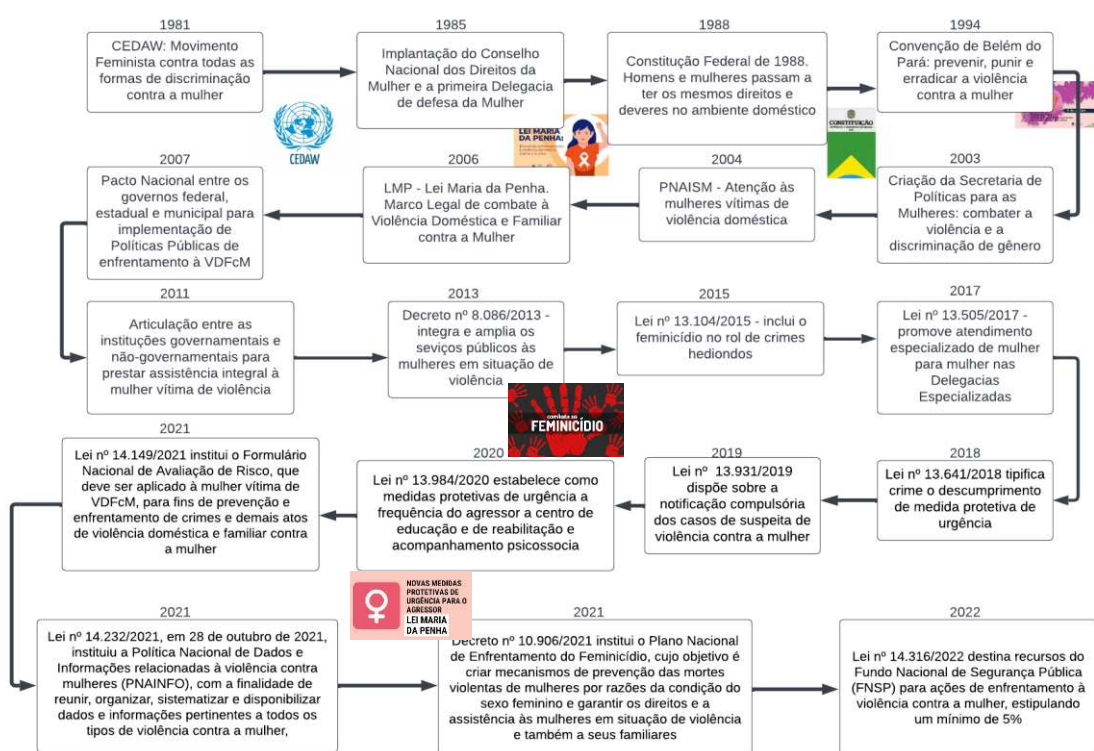 1981
CEDAW: Movimento
Feminista contra todas as
formas de discriminação
contra a mulher
1985
Implantação do Conselho
Nacional dos Direitos da
Mulher e a primeira Delegacia
de defesa da Mulher
1988
Constituição Federal de 1988.
Homens e mulheres passam a
ter os mesmos direitos e
deveres no ambiente doméstico
1994
Convenção de Belém do
Pará: prevenir, punir e
erradicar a violência
contra a mulher
CEDAW
LEI MARIA
DA PENHA:
CONSTITUIÇÃO
2007
Pacto Nacional entre os
governos federal,
estadual e municipal para
implementação de
Políticas Públicas de
enfrentamento à VDFcM
2006
LMP - Lei Maria da Penha.
Marco Legal de combate à
Violência Doméstica e Familiar
contra a Mulher
2004
PNAISM - Atenção às
mulheres vítimas de
violência doméstica
2003
Criação da Secretaria de
Políticas para as
Mulheres: combater a
violência e a
discriminação de gênero
2011
Articulação entre as
instituções governamentais e
não-governamentais para
prestar assistência integral à
mulher vítima de violência
2013
Decreto nº 8.086/2013 -
integra e amplia os
seviços públicos às
mulheres em situação de
violência
2015
Lei nº 13.104/2015 - inclui o
feminicídio no rol de crimes
hediondos
2017
Lei nº 13.505/2017 -
promove atendimento
especializado de mulher
para mulher nas
Delegacias
Especializadas
combate ao
FEMINICÍDIO
2021
Lei nº 14.149/2021 institui o Formulário
Nacional de Avaliação de Risco, que
deve ser aplicado à mulher vítima de
VDFcM, para fins de prevenção e
enfrentamento de crimes e demais atos
de violência doméstica e familiar contra
a mulher
2020
Lei nº 13.984/2020 estabelece como
medidas protetivas de urgência a
frequência do agressor a centro de
educação e de reabilitação e
acompanhamento psicossocia
2019
Lei nº 13.931/2019
dispõe sobre a
notificação compulsória
dos casos de suspeita de
violência contra a mulher
2018
Lei nº 13.641/2018 tipifica
crime o descumprimento
de medida protetiva de
urgência
NOVAS MEDIDAS
PROTETIVAS DE
URGÊNCIA PARA O
AGRESSOR
LEI MARIA
DA PENHA
2021
Lei nº 14.232/2021, em 28 de outubro de 2021,
instituiu a Política Nacional de Dados e
Informações relacionadas à violência contra
mulheres (PNAINFO), com a finalidade de
reunir, organizar, sistematizar e disponibilizar
dados e informações pertinentes a todos os
tipos de violência contra a mulher,
2021
Decreto nº 10.906/2021 institui o Plano Nacional
de Enfrentamento do Feminicídio, cujo objetivo é
criar mecanismos de prevenção das mortes
violentas de mulheres por razões da condição do
sexo feminino e garantir os direitos e a
assistência às mulheres em situação de violência
e também a seus familiares
2022
Lei nº 14.316/2022 destina recursos do
Fundo Nacional de Segurança Pública
(FNSP) para ações de enfrentamento à
violência contra a mulher, estipulando
um mínimo de 5%